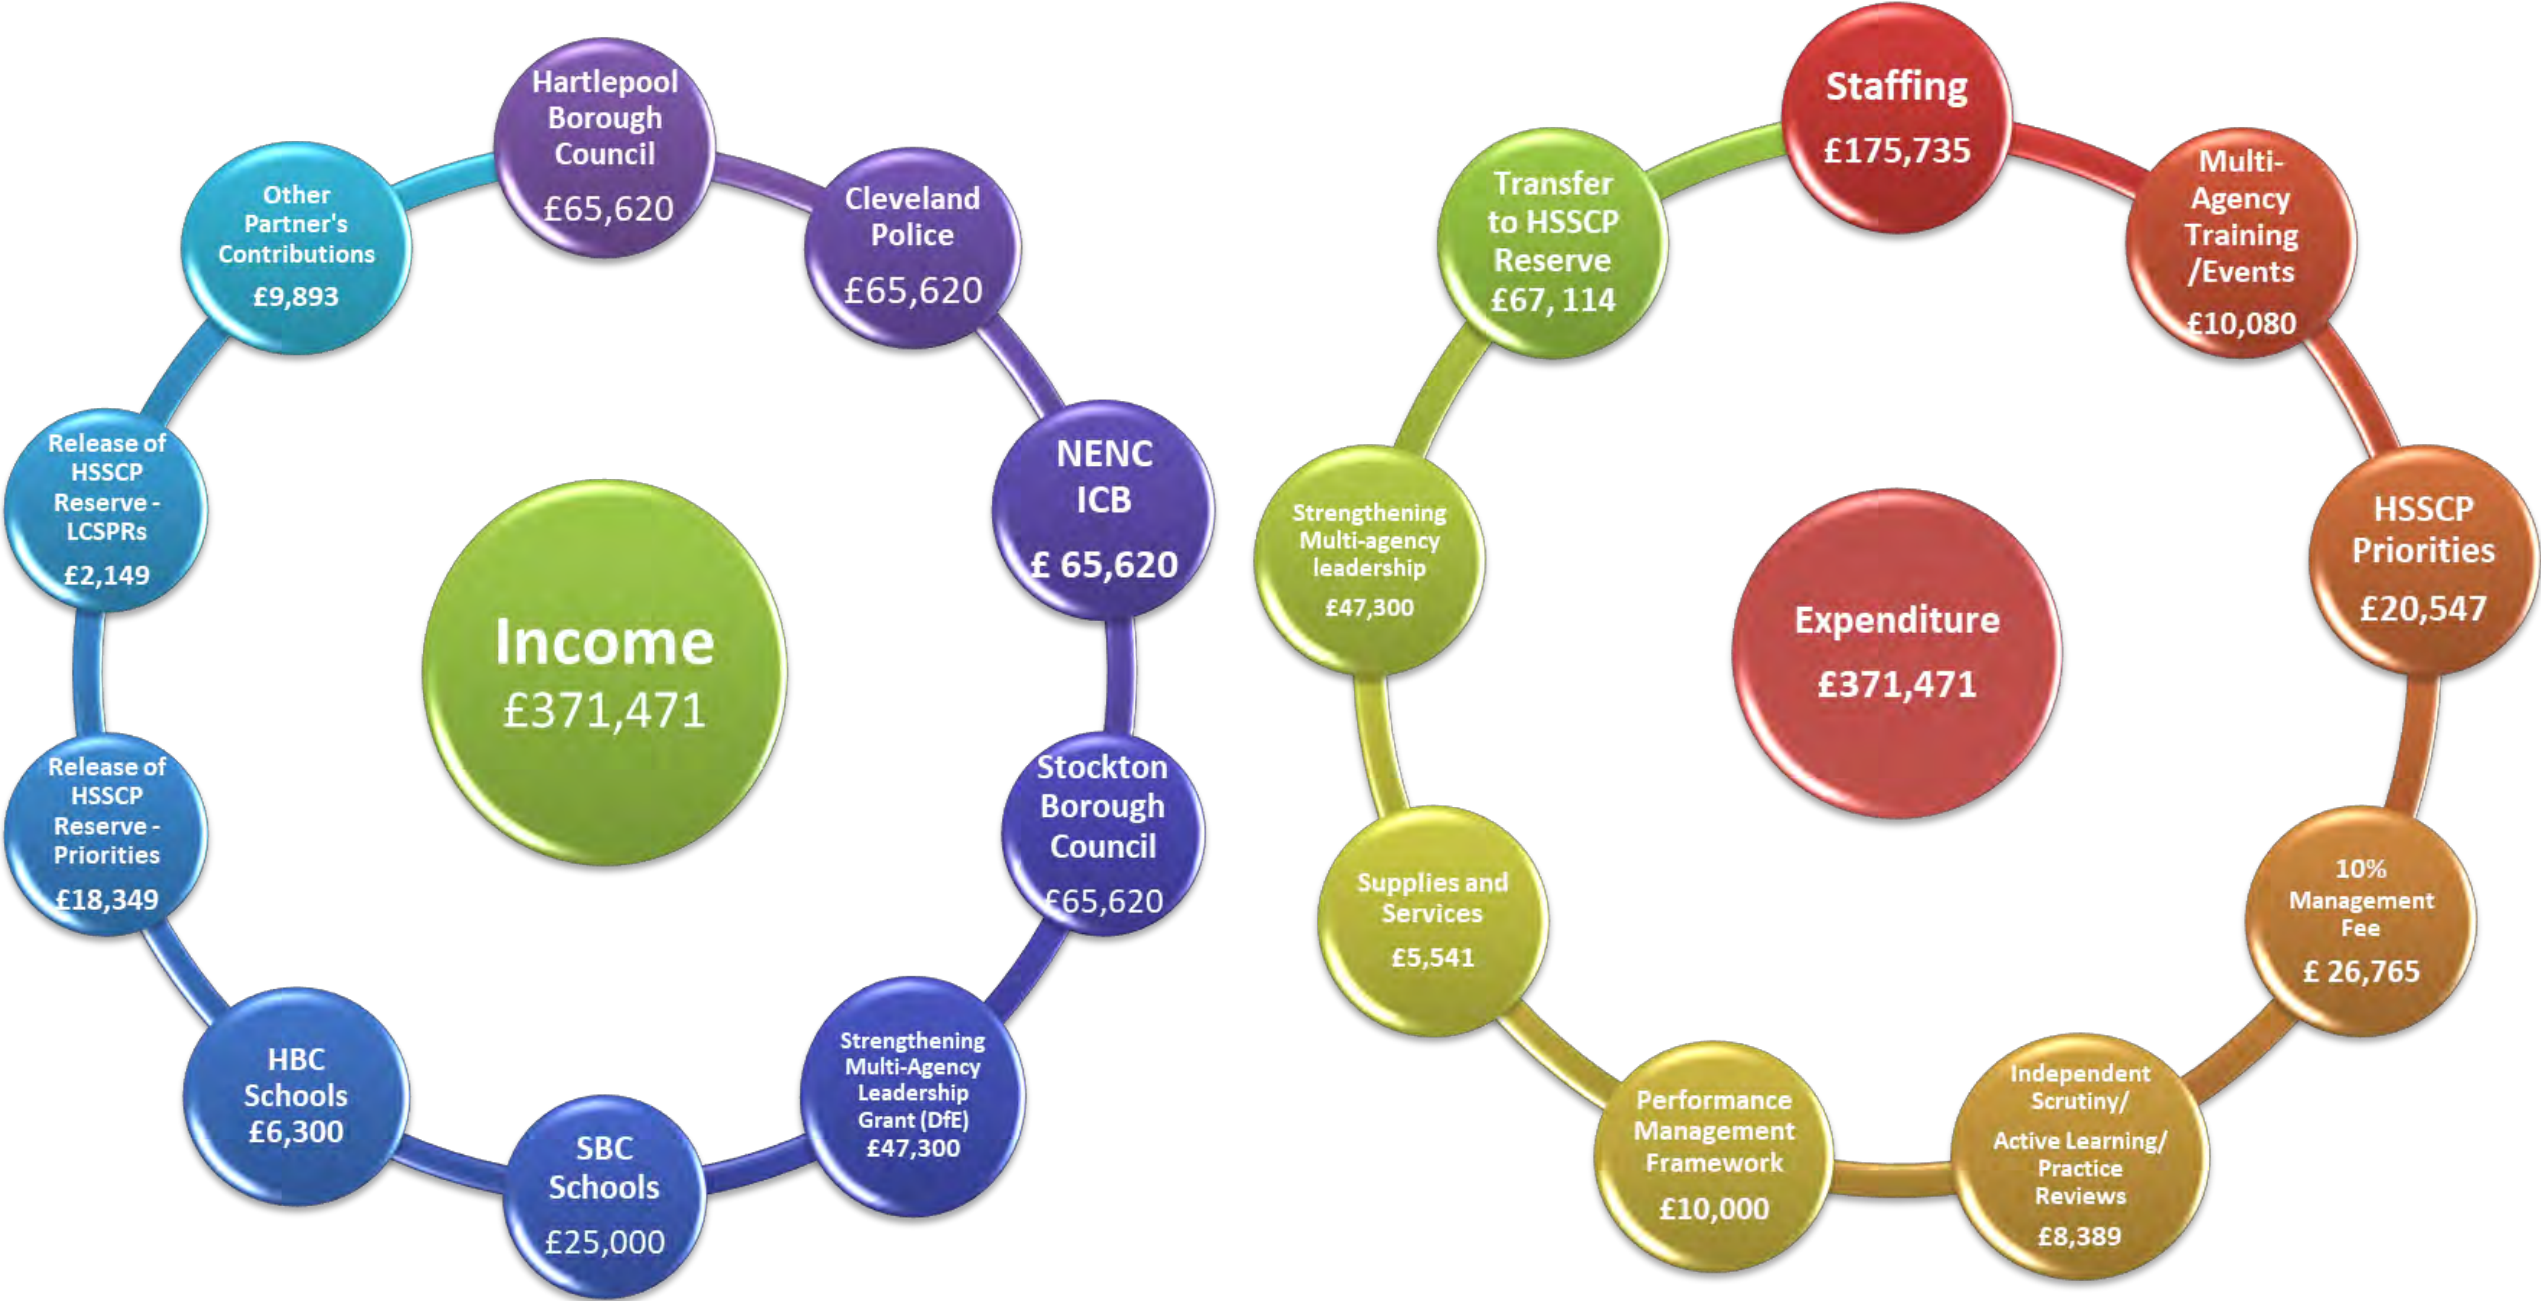 Hartlepool
Borough
Council
£65,620
Cleveland
Police
£65,620
NENC
ICB
£ 65,620
Stockton
Borough
Council
£65,620
Strengthening
Multi-Agency
Leadership
Grant (DfE)
£47,300
SBC
Schools
£25,000
HBC
Schools
£6,300
Release of
HSSCP
Reserve -
Priorities
£18,349
Release of
HSSCP
Reserve -
LCSPRs
£2,149
Other
Partner's
Contributions
£9,893
Income
£371,471
Staffing
£175,735
Multi-
Agency
Training
/Events
£10,080
HSSCP
Priorities
£20,547
10%
Management
Fee
£ 26,765
Independent
Scrutiny/
Active Learning/
Practice
Reviews
£8,389
Performance
Management
Framework
£10,000
Supplies and
Services
£5,541
Strengthening
Multi-agency
leadership
£47,300
Transfer
to HSSCP
Reserve
£67, 114
Expenditure
£371,471